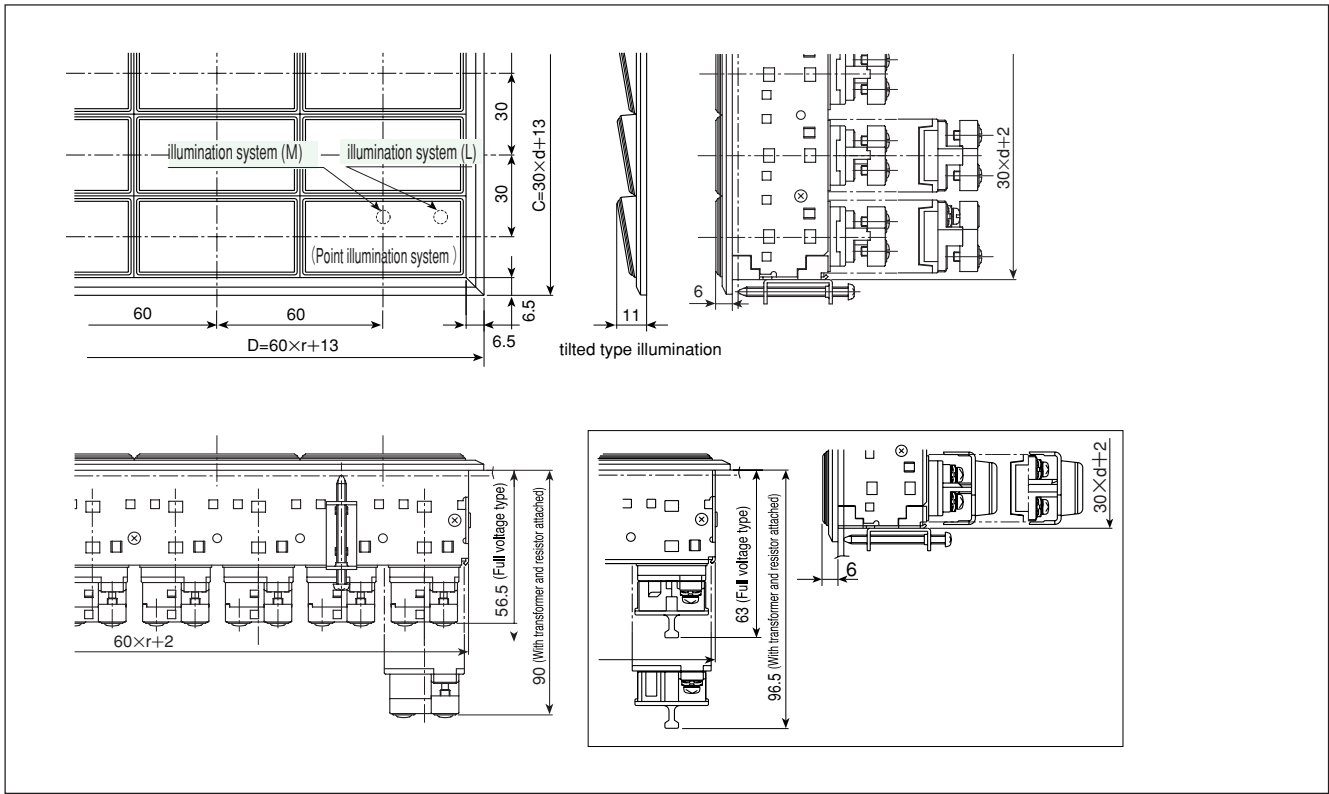 30
30
C=30×d+13
illumination system (M)
illumination system (L)
(Point illumination system)
60
60
6.5
6.5
D=60×r+13
11
tilted type illumination
6
30×d+2
60×r+2
56.5 (Full voltage type)
90 (With transformer and resistor attached)
63 (Full voltage type)
96.5 (With transformer and resistor attached)
6
30×d+2